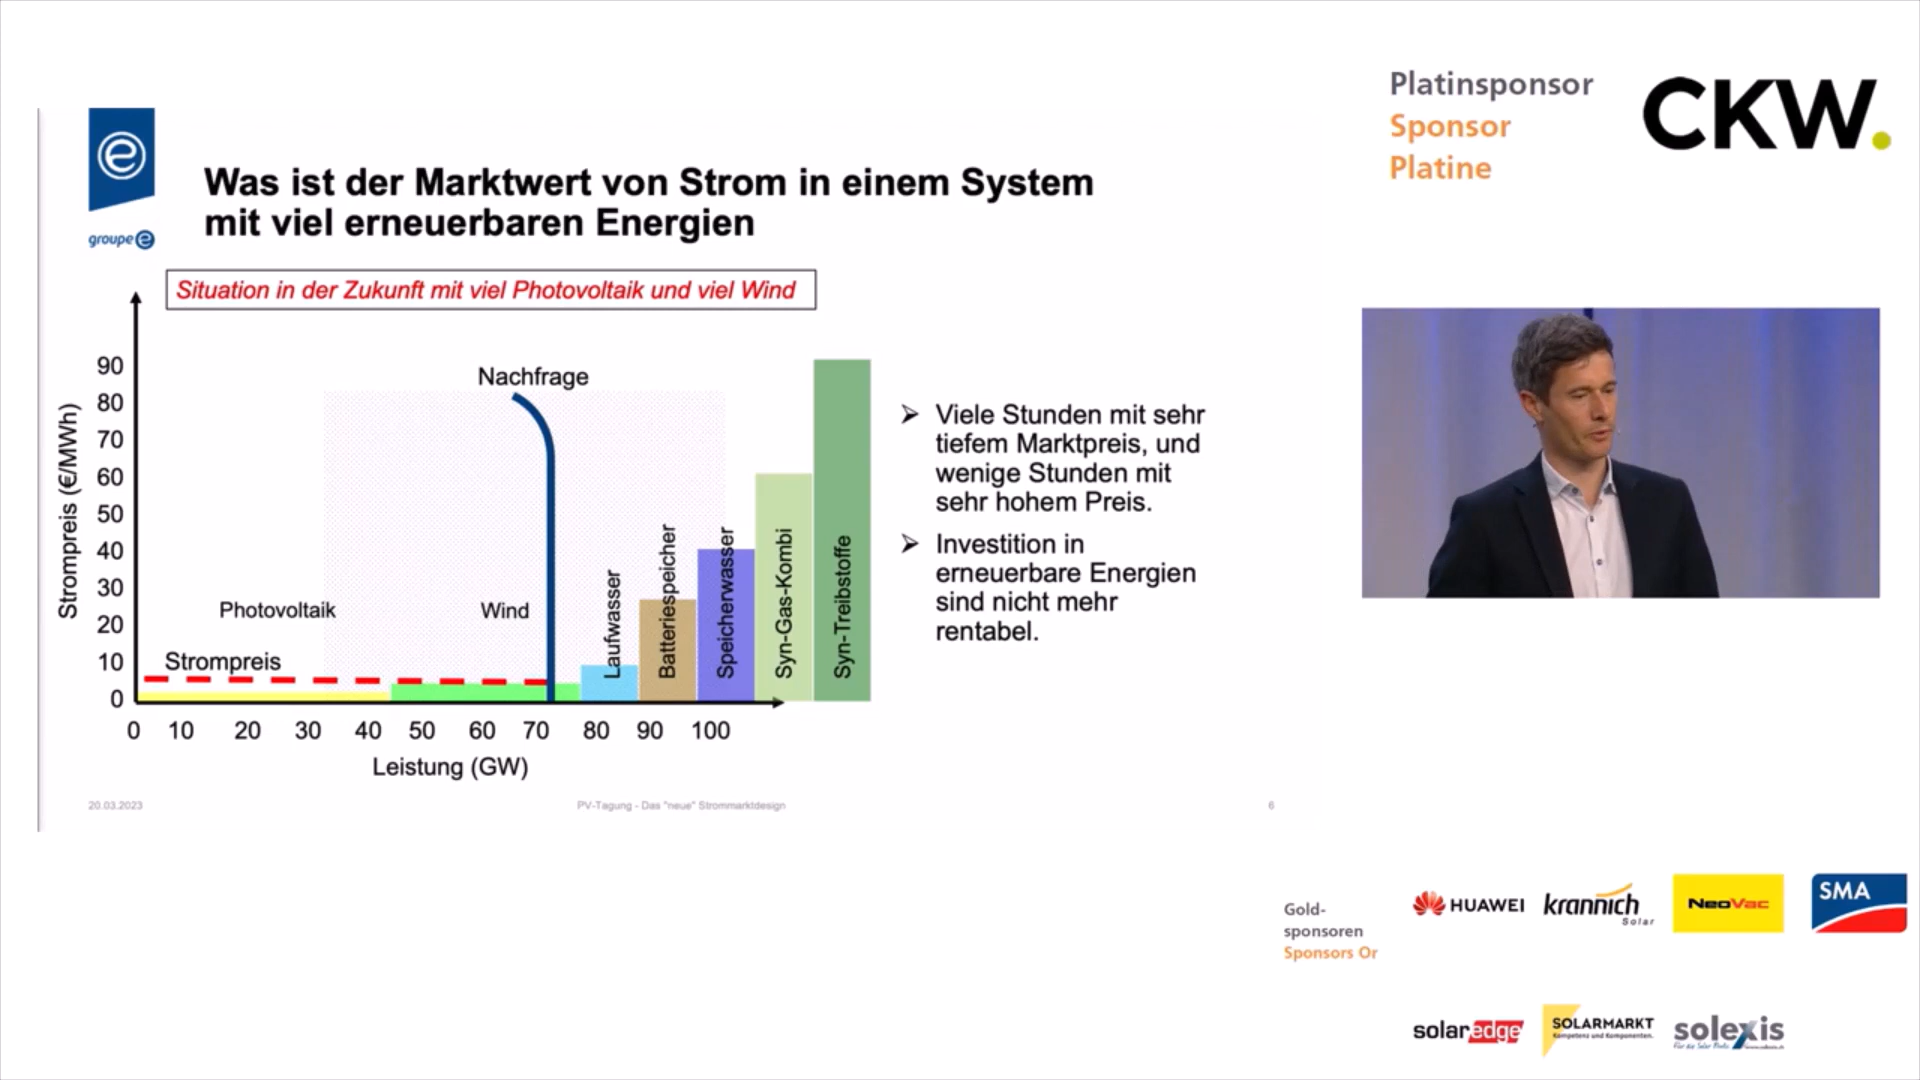 Platinsponsor
Sponsor
Platine
CKW.
groupe e
Was ist der Marktwert von Strom in einem System
mit viel erneuerbaren Energien
Situation in der Zukunft mit viel Photovoltaik und viel Wind
Strompreis (€/MWh)
90
80
70
60
50
40
30
20
10
0
Nachfrage
Photovoltaik
Wind
Strompreis
Laufwasser
Batteriespeicher
Speicherwasser
Syn-Gas-Kombi
Syn-Treibstoffe
0 10 20 30 40 50 60 70 80 90 100
Leistung (GW)
➢ Viele Stunden mit sehr
tiefem Marktpreis, und
wenige Stunden mit
sehr hohem Preis.
➢ Investition in
erneuerbare Energien
sind nicht mehr
rentabel.
20.03.2023
PV-Tagung - Das "neue" Strommarktdesign
6
Gold-
sponsoren
Sponsors Or
HUAWEI
krannich
Solar
NeoVac
SMA
solaredge
SOLARMARKT
Kompetenz und Komponenten.
solexis